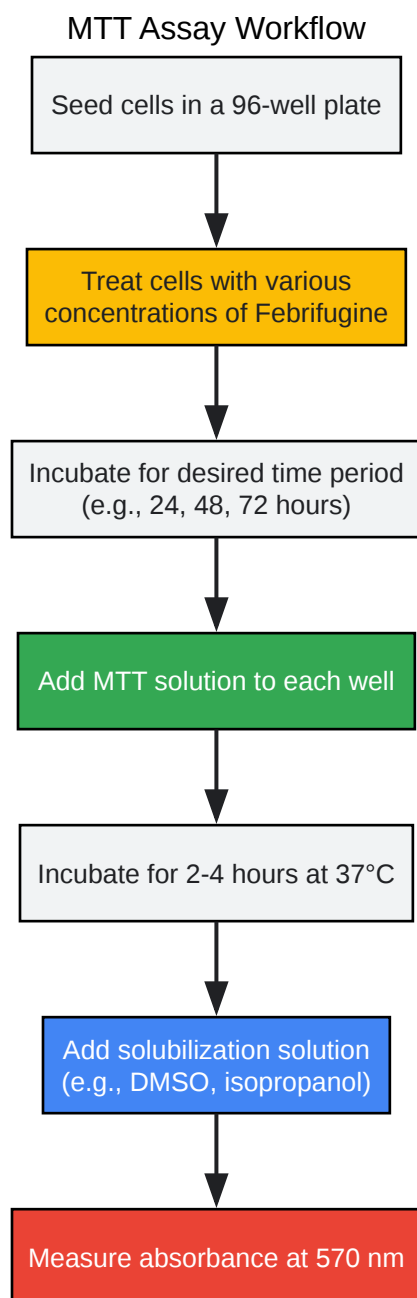 MTT Assay Workflow
Seed cells in a 96-well plate
Treat cells with various
concentrations of Febrifugine
Incubate for desired time period
(e.g., 24, 48, 72 hours)
Add MTT solution to each well
Incubate for 2-4 hours at 37°C
Add solubilization solution
(e.g., DMSO, isopropanol)
Measure absorbance at 570 nm